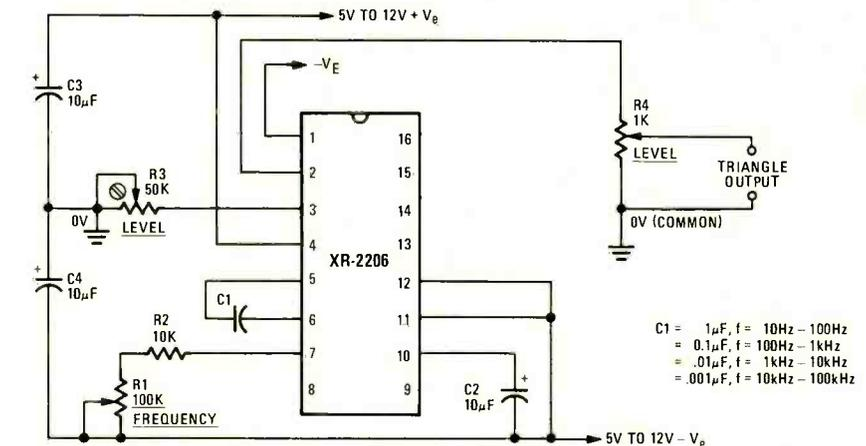 5V TO 12V + Ve
-VE
C3
10µF
R3
50K
LEVEL
0V
C4
10µF
R2
10K
R1
100K
FREQUENCY
C1
1
2
3
4
5
6
7
8
XR-2206
16
15
14
13
12
11
10
9
C2
10µF
R4
1K
LEVEL
TRIANGLE
OUTPUT
0V (COMMON)
C1 = 1µF, f = 10Hz – 100Hz
= 0.1µF, f = 100Hz – 1kHz
= .01µF, f = 1kHz – 10kHz
= .001µF, f = 10kHz – 100kHz
5V TO 12V – Ve